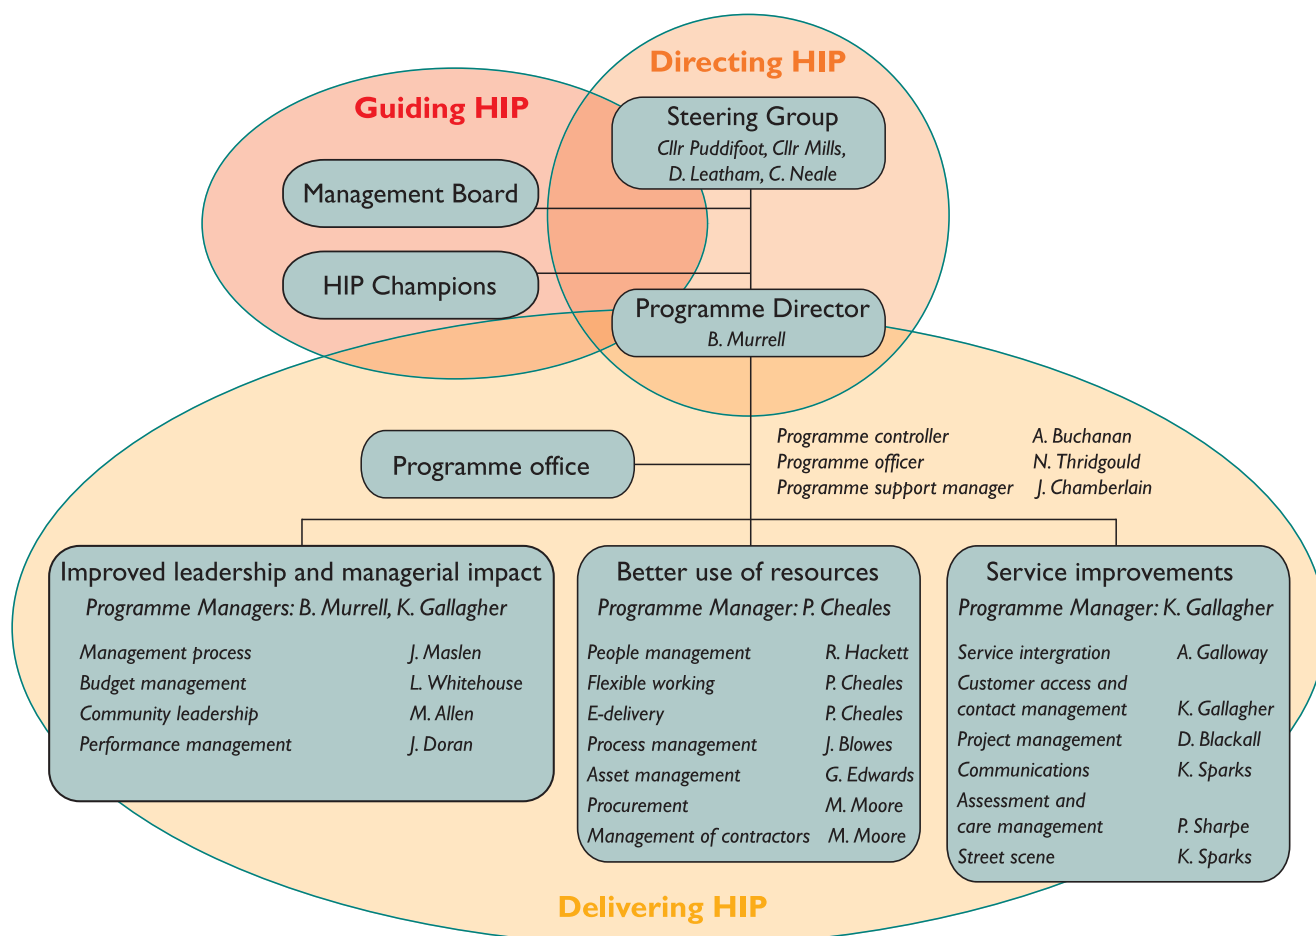 Directing HIP
Guiding HIP
Steering Group
Cllr Puddifoot, Cllr Mills,
D. Leatham, C. Neale
Management Board
HIP Champions
Programme Director
B. Murrell
Programme office
Programme controller A. Buchanan
Programme officer N. Thridgould
Programme support manager J. Chamberlain
Improved leadership and managerial impact
Programme Managers: B. Murrell, K. Gallagher
Management process J. Maslen
Budget management L. Whitehouse
Community leadership M. Allen
Performance management J. Doran
Better use of resources
Programme Manager: P. Cheales
People management R. Hackett
Flexible working P. Cheales
E-delivery P. Cheales
Process management J. Blowes
Asset management G. Edwards
Procurement M. Moore
Management of contractors M. Moore
Service improvements
Programme Manager: K. Gallagher
Service intergration A. Galloway
Customer access and
contact management K. Gallagher
Project management D. Blackall
Communications K. Sparks
Assessment and
care management P. Sharpe
Street scene K. Sparks
Delivering HIP